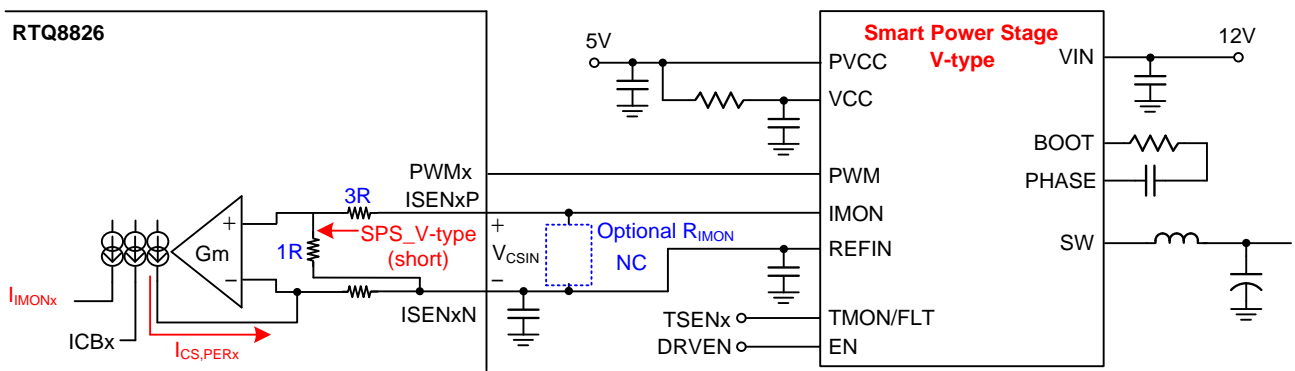 RTQ8826
Smart Power Stage
V-type
5V
12V
PVCC
VIN
VCC
BOOT
PHASE
PWMx
PWM
3R
ISENxP
IMON
SPS_V-type
(short)
+
Optional RIMON
NC
Gm
+
1R
VCSIN
REFIN
SW
−
−
ISENxN
IIMONx
TSENx
TMON/FLT
ICBx
ICS,PERx
DRVEN
EN